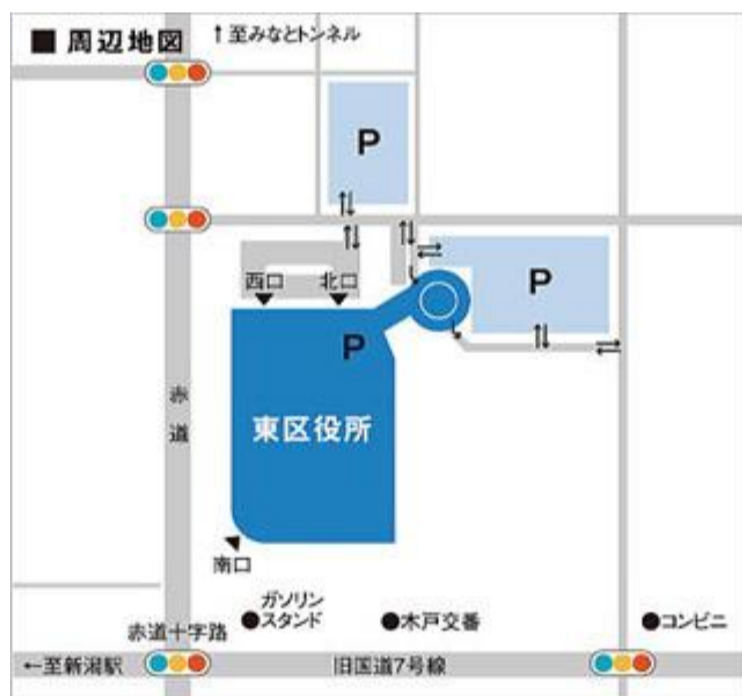 ■ 周辺地図
↑至みなとトンネル
P
西口
北口
P
P
赤道
東区役所
南口
ガソリン
スタンド
木戸交番
コンビニ
赤道十字路
←至新潟駅
旧国道7号線